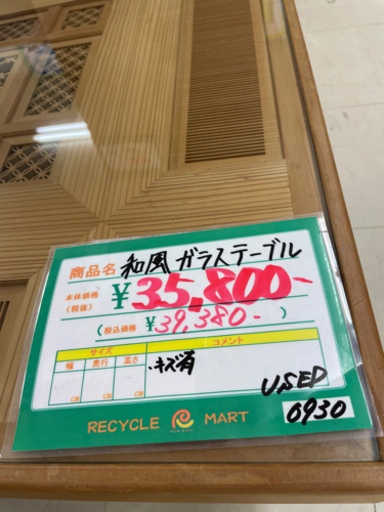 商品名 和風ガラステーブル
本体価格 (税抜) ¥35,800-
(税込価格 ¥39,380-)
サイズ コメント
幅 奥行 高さ ・キズ有
CM CM CM
USED
0930
RECYCLE MART